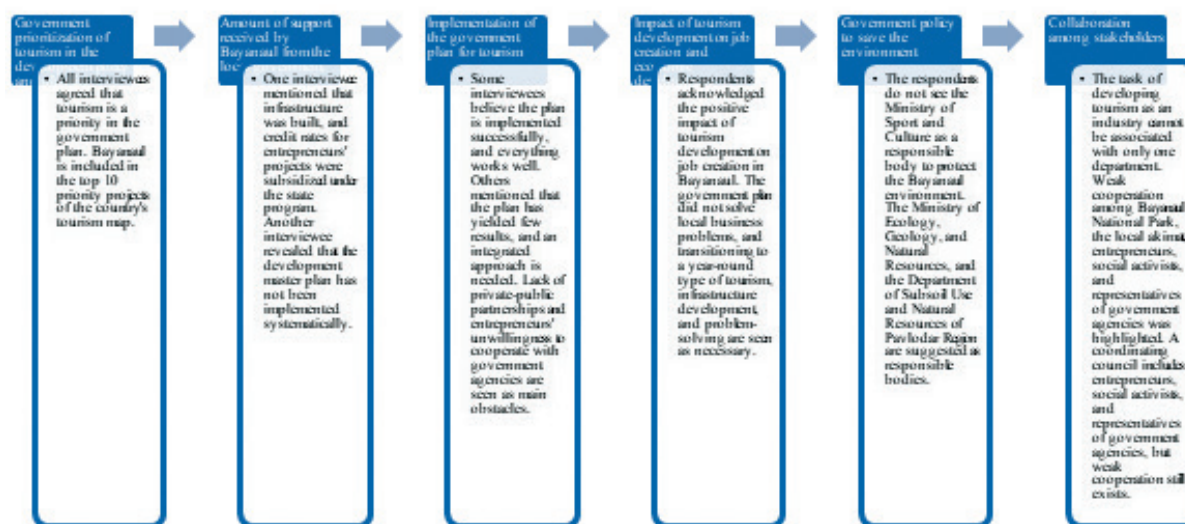 Government
prioritization of
tourism in the
All interviewees
agreed that
tourism is a
priority in the
government
plan. Bayanaul
is included in
the top 10
priority projects
of the country's
tourism map.
Amount of support
received by
Bayanaul from the
One interviewee
mentioned that
infrastructure
was built, and
credit rates for
entrepreneurs'
projects were
subsidized under
the state
program.
Another
interviewee
revealed that the
development
master plan has
not been
implemented
systematically.
Implementation of
the government
plan for tourism
Some
interviewees
believe the plan
is implemented
successfully,
and everything
works well.
Others
mentioned that
the plan has
yielded few
results, and an
integrated
approach is
needed. Lack of
private-public
partnerships and
entrepreneurs'
unwillingness to
cooperate with
government
agencies are
seen as main
obstacles.
Impact of tourism
development on job
creation and
Respondents
acknowledged
the positive
impact of
tourism
development on
job creation in
Bayanaul. The
government plan
did not solve
local business
problems, and
transitioning to
a year-round
type of tourism,
infrastructure
development,
and problem-
solving are seen
as necessary.
Government policy
to save the
environment
The respondents
do not see the
Ministry of
Sport and
Culture as a
responsible
body to protect
the Bayanaul
environment.
The Ministry of
Ecology,
Geology, and
Natural
Resources, and
the Department
of Subsoil Use
and Natural
Resources of
Pavlodar Region
are suggested as
responsible
bodies.
Collaboration
among stakeholders
The task of
developing
tourism as an
industry cannot
be associated
with only one
department.
Weak
cooperation
among Bayanaul
National Park,
the local akimat,
entrepreneurs,
social activists,
and
representatives
of government
agencies was
highlighted. A
coordinating
council includes
entrepreneurs,
social activists,
and
representatives
of government
agencies, but
weak
cooperation still
exists.